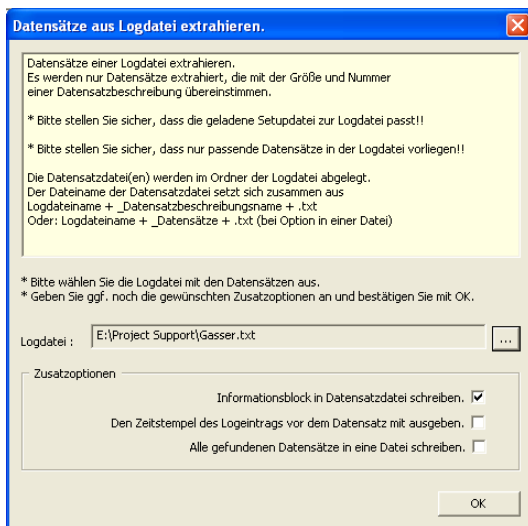 Datensätze aus Logdatei extrahieren.
Datensätze einer Logdatei extrahieren.
Es werden nur Datensätze extrahiert, die mit der Größe und Nummer
einer Datensatzbeschreibung übereinstimmen.
* Bitte stellen Sie sicher, dass die geladene Setupdatei zur Logdatei passt!!
* Bitte stellen Sie sicher, dass nur passende Datensätze in der Logdatei vorliegen!!
Die Datensatzdatei(en) werden im Ordner der Logdatei abgelegt.
Der Dateiname der Datensatzdatei setzt sich zusammen aus
Logdateiname + _Datensatzbeschreibungsname + .txt
Oder: Logdateiname + _Datensätze + .txt (bei Option in einer Datei)
* Bitte wählen Sie die Logdatei mit den Datensätzen aus.
* Geben Sie ggf. noch die gewünschten Zusatzoptionen an und bestätigen Sie mit OK.
Logdatei : E:\Project Support\Gasser.txt ...
Zusatzoptionen
Informationsblock in Datensatzdatei schreiben.
Den Zeitstempel des Logeintrags vor dem Datensatz mit ausgeben.
Alle gefundenen Datensätze in eine Datei schreiben.
OK